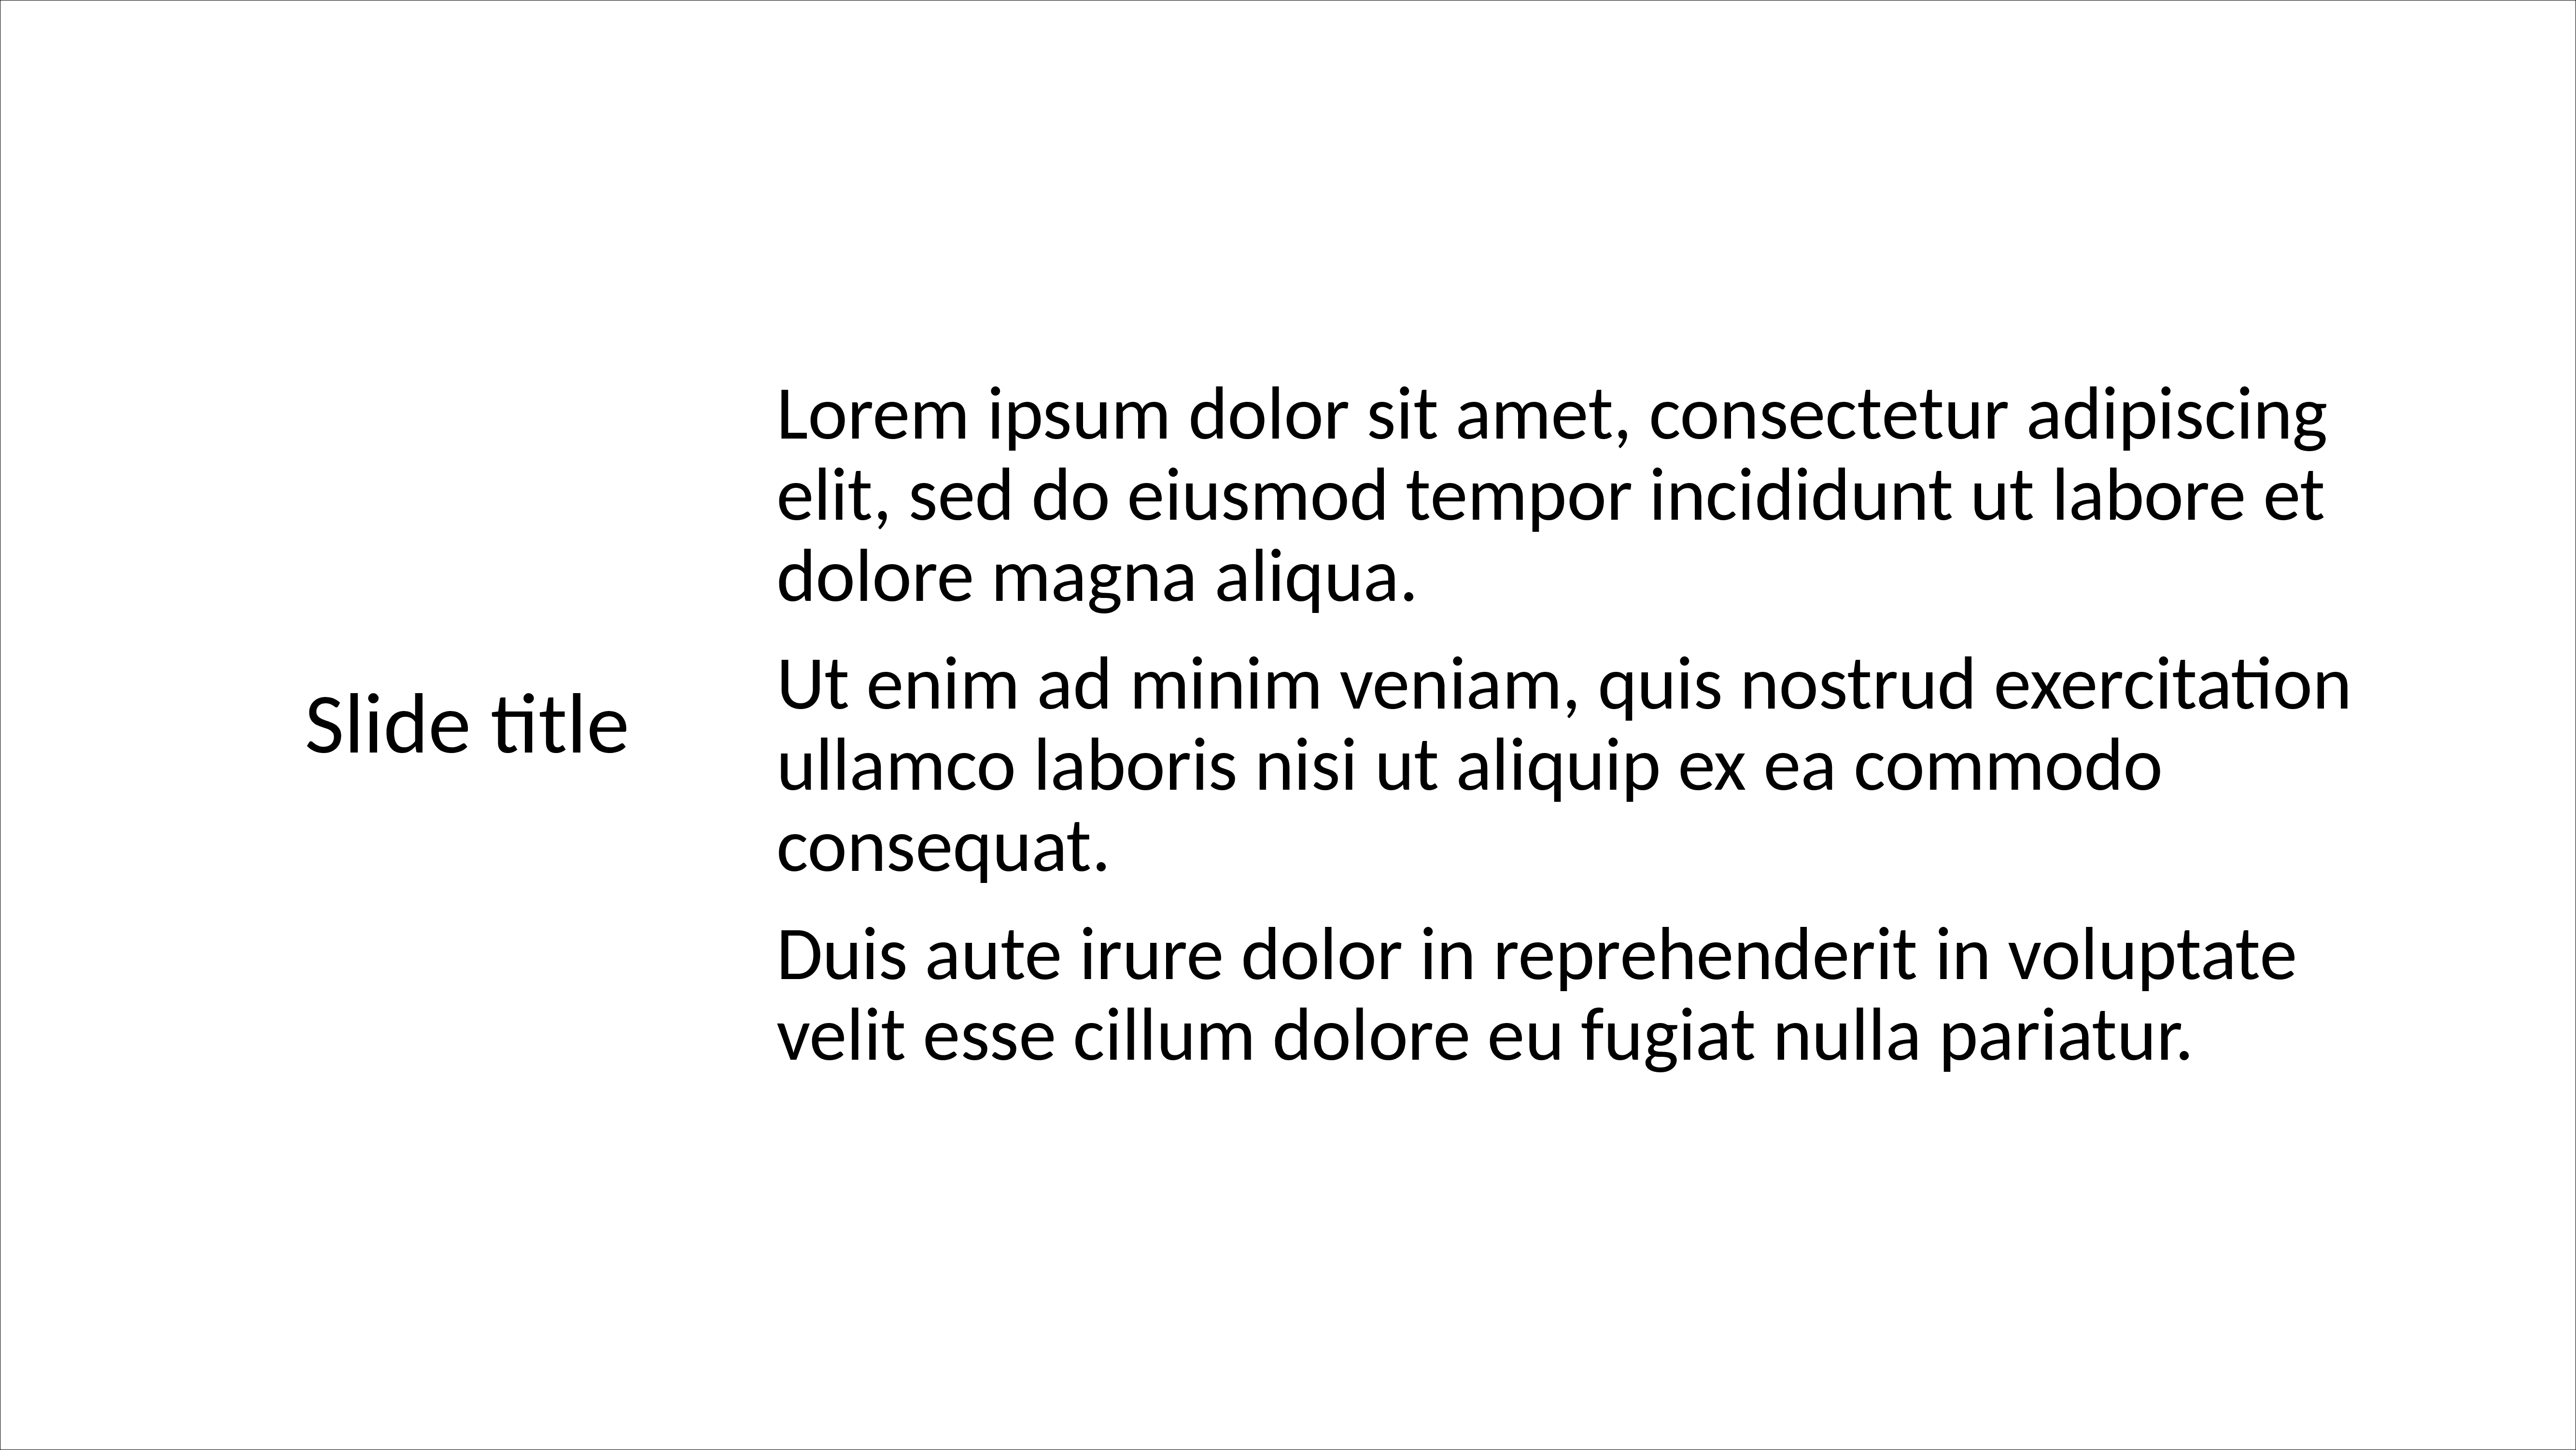 Slide title
Lorem ipsum dolor sit amet, consectetur adipiscing
elit, sed do eiusmod tempor incididunt ut labore et
dolore magna aliqua.
Ut enim ad minim veniam, quis nostrud exercitation
ullamco laboris nisi ut aliquip ex ea commodo
consequat.
Duis aute irure dolor in reprehenderit in voluptate
velit esse cillum dolore eu fugiat nulla pariatur.